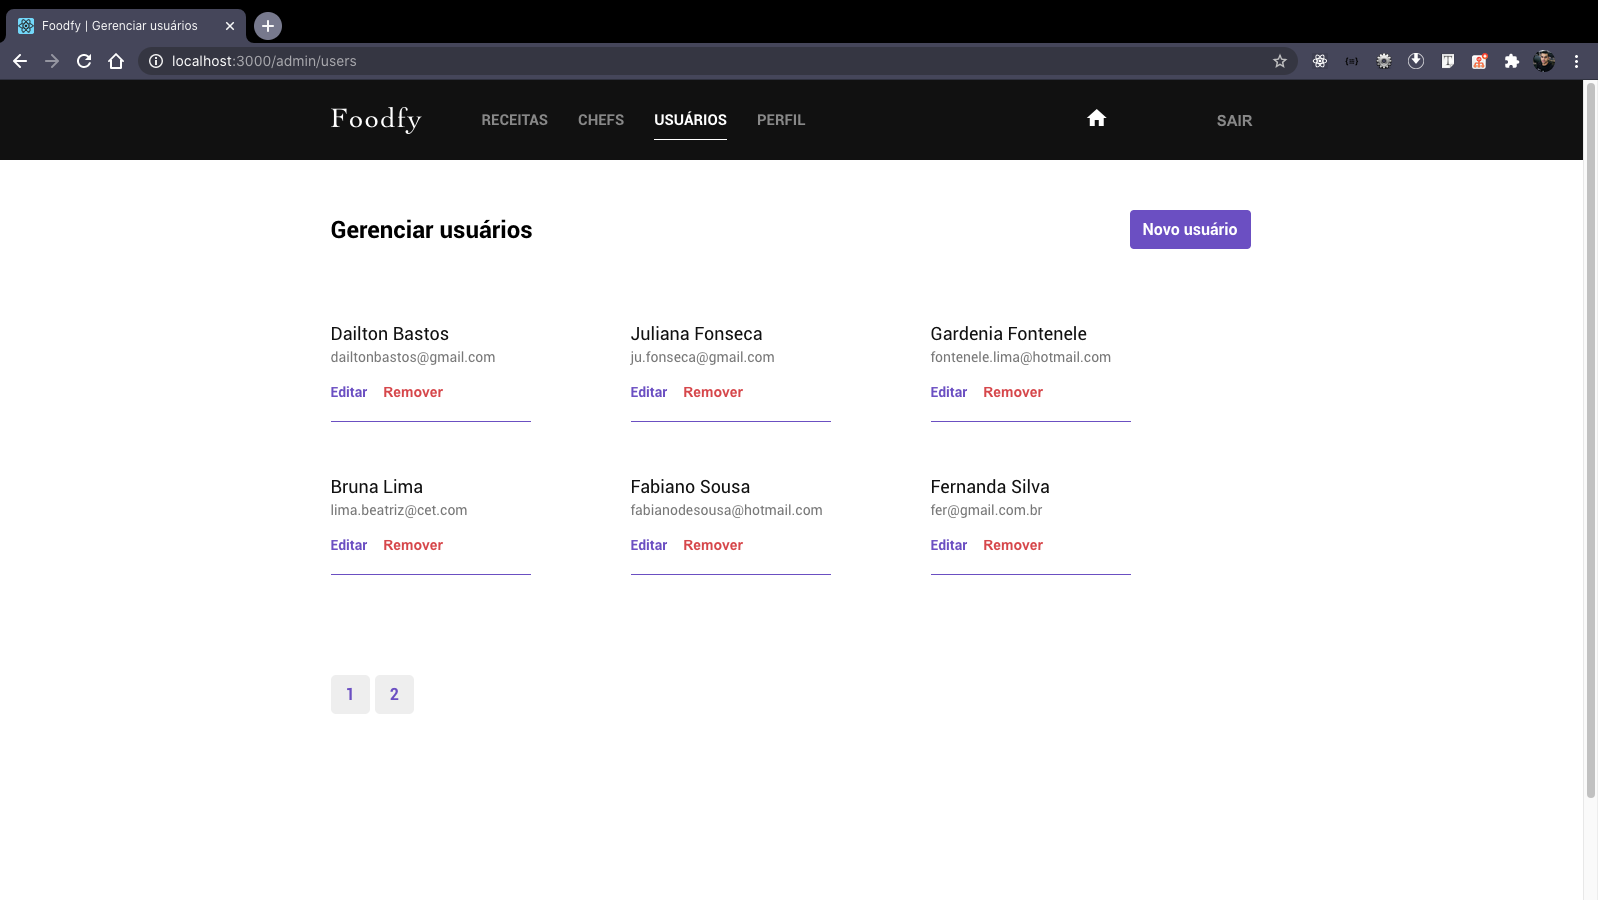 Foodfy | Gerenciar usuários
localhost:3000/admin/users
Foodfy RECEITAS CHEFS USUÁRIOS PERFIL SAIR
Gerenciar usuários Novo usuário
Dailton Bastos Juliana Fonseca Gardenia Fontenele
dailtonbastos@gmail.com ju.fonseca@gmail.com fontenele.lima@hotmail.com
Editar Remover Editar Remover Editar Remover
Bruna Lima Fabiano Sousa Fernanda Silva
lima.beatriz@cet.com fabianodesousa@hotmail.com fer@gmail.com.br
Editar Remover Editar Remover Editar Remover
1 2